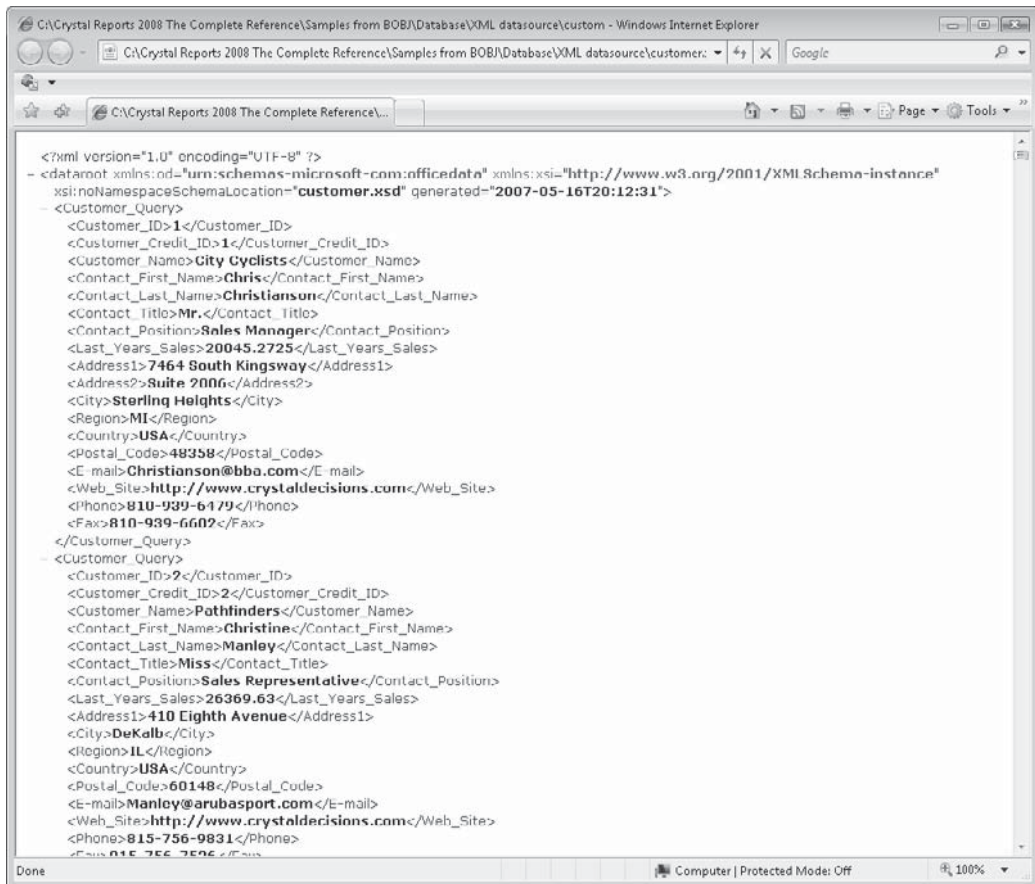 C:\Crystal Reports 2008 The Complete Reference\Samples from BOBJ\Database\XML datasource\custom - Windows Internet Explorer
C:\Crystal Reports 2008 The Complete Reference\Samples from BOBJ\Database\XML datasource\customer.:
Google
C:\Crystal Reports 2008 The Complete Reference\...
Page
Tools
<?xml version="1.0" encoding="UTF-8" ?>
- <dataroot xmlns:od="urn:schemas-microsoft-com:officedata" xmlns:xsi="http://www.w3.org/2001/XMLSchema-instance"
xsi:noNamespaceSchemaLocation="customer.xsd" generated="2007-05-16T20:12:31">
- <Customer_Query>
<Customer_ID>1</Customer_ID>
<Customer_Credit_ID>1</Customer_Credit_ID>
<Customer_Name>City Cyclists</Customer_Name>
<Contact_First_Name>Chris</Contact_First_Name>
<Contact_Last_Name>Christianson</Contact_Last_Name>
<Contact_Title>Mr.</Contact_Title>
<Contact_Position>Sales Manager</Contact_Position>
<Last_Years_Sales>20045.2725</Last_Years_Sales>
<Address1>7464 South Kingsway</Address1>
<Address2>Suite 2006</Address2>
<City>Sterling Heights</City>
<Region>MI</Region>
<Country>USA</Country>
<Postal_Code>48358</Postal_Code>
<E-mail>Christianson@bba.com</E-mail>
<Web_Site>http://www.crystaldecisions.com</Web_Site>
<Phone>810-939-6479</Phone>
<Fax>810-939-6602</Fax>
</Customer_Query>
- <Customer_Query>
<Customer_ID>2</Customer_ID>
<Customer_Credit_ID>2</Customer_Credit_ID>
<Customer_Name>Pathfinders</Customer_Name>
<Contact_First_Name>Christine</Contact_First_Name>
<Contact_Last_Name>Manley</Contact_Last_Name>
<Contact_Title>Miss</Contact_Title>
<Contact_Position>Sales Representative</Contact_Position>
<Last_Years_Sales>26369.63</Last_Years_Sales>
<Address1>410 Eighth Avenue</Address1>
<City>DeKalb</City>
<Region>IL</Region>
<Country>USA</Country>
<Postal_Code>60148</Postal_Code>
<E-mail>Manley@arubasport.com</E-mail>
<Web_Site>http://www.crystaldecisions.com</Web_Site>
<Phone>815-756-9831</Phone>
Done
Computer | Protected Mode: Off
100%